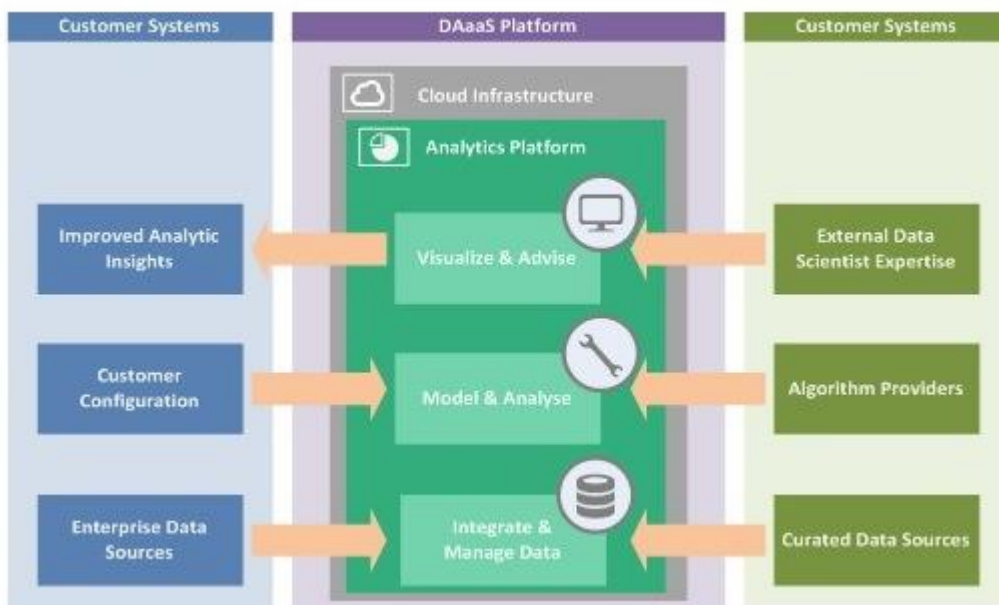 Customer Systems
DAaaS Platform
Customer Systems
Cloud Infrastructure
Analytics Platform
Improved Analytic
Insights
Visualize & Advise
External Data
Scientist Expertise
Customer
Configuration
Model & Analyse
Algorithm Providers
Enterprise Data
Sources
Integrate &
Manage Data
Curated Data Sources